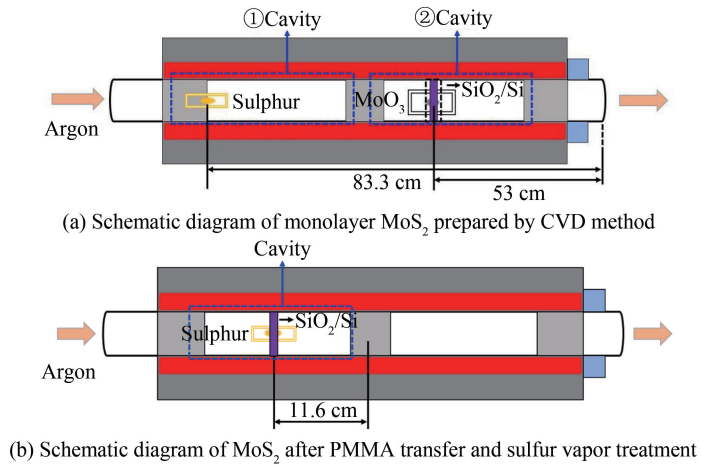 ①Cavity
②Cavity
Sulphur
MoO₃
SiO₂/Si
Argon
83.3 cm
53 cm
(a) Schematic diagram of monolayer MoS₂ prepared by CVD method
Cavity
Sulphur
SiO₂/Si
Argon
11.6 cm
(b) Schematic diagram of MoS₂ after PMMA transfer and sulfur vapor treatment